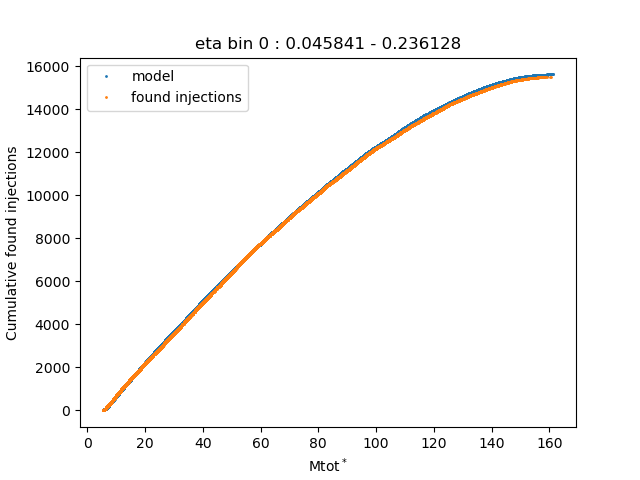 eta bin 0 : 0.045841 - 0.236128
model
found injections
Cumulative found injections
16000
14000
12000
10000
8000
6000
4000
2000
0
0 20 40 60 80 100 120 140 160
Mtot*